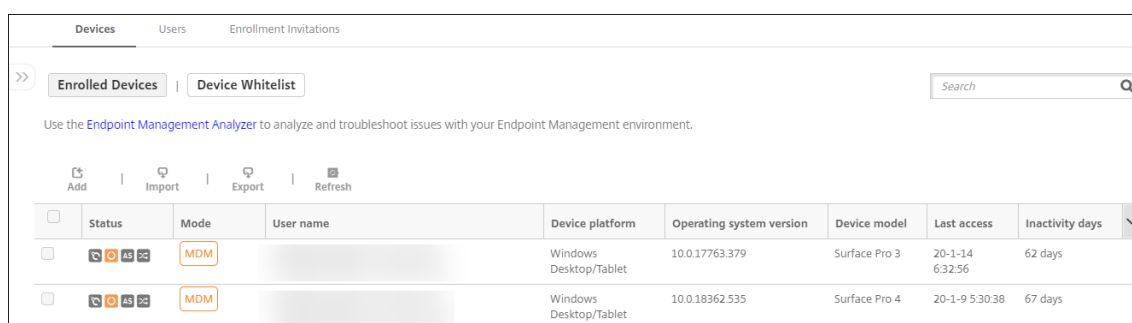 Devices Users Enrollment Invitations
Enrolled Devices | Device Whitelist Search
Use the Endpoint Management Analyzer to analyze and troubleshoot issues with your Endpoint Management environment.
Add | Import | Export | Refresh
Status Mode User name Device platform Operating system version Device model Last access Inactivity days
AS MDM Windows Desktop/Tablet 10.0.17763.379 Surface Pro 3 20-1-14 6:32:56 62 days
AS MDM Windows Desktop/Tablet 10.0.18362.535 Surface Pro 4 20-1-9 5:30:38 67 days